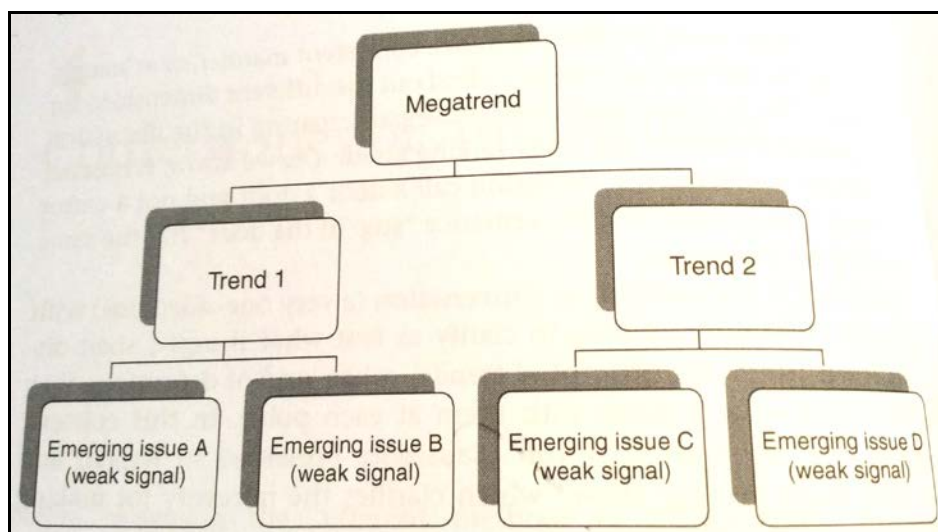 Megatrend
Trend 1
Trend 2
Emerging issue A
(weak signal)
Emerging issue B
(weak signal)
Emerging issue C
(weak signal)
Emerging issue D
(weak signal)